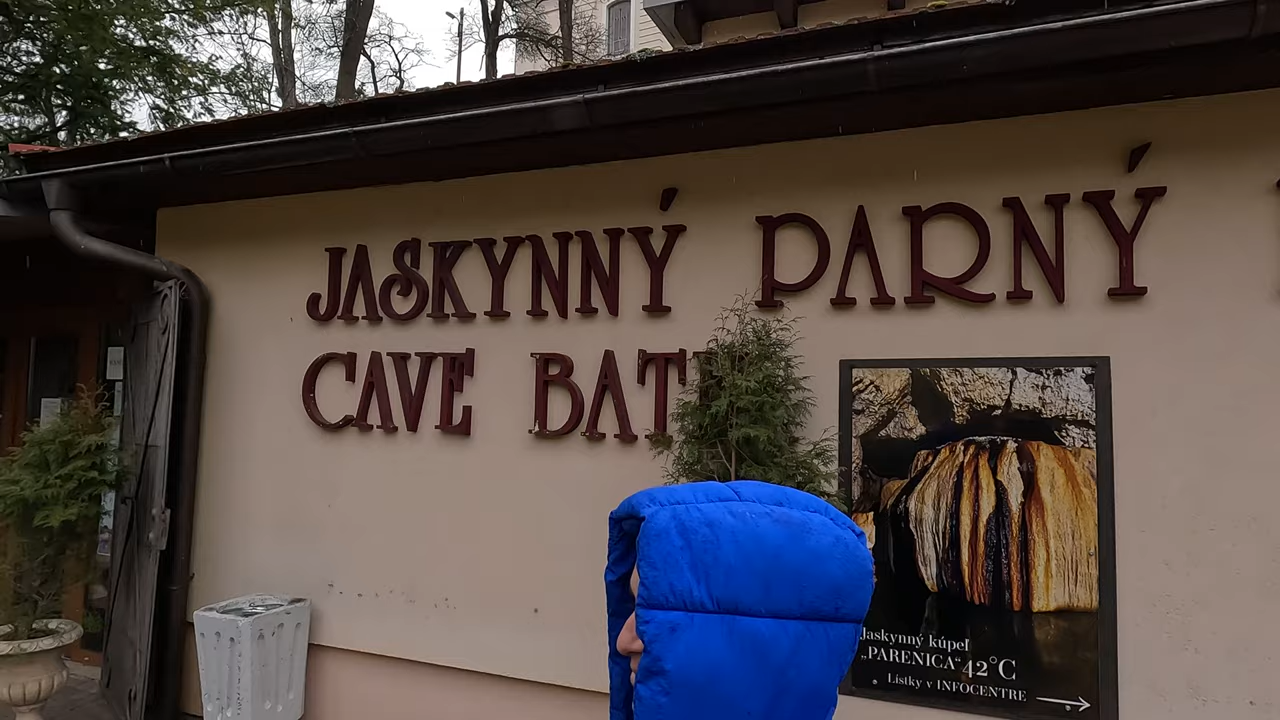 JASKYNNÝ PARNÝ
CAVE BAT
Jaskynný kúpeľ
„PARENICA“ 42°C
Lístky v INFOCENTRE